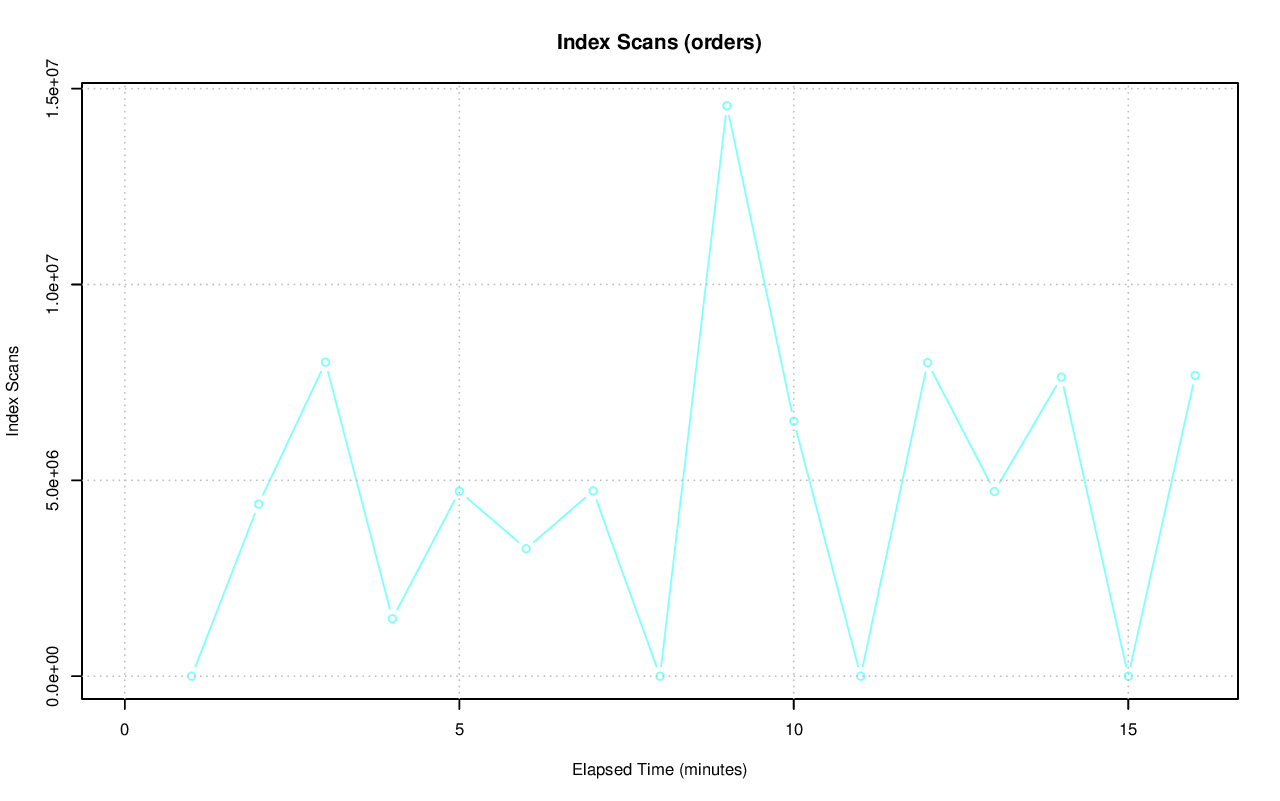 Index Scans (orders)
Index Scans
1.5e+07
1.0e+07
5.0e+06
0.0e+00
0 5 10 15
Elapsed Time (minutes)